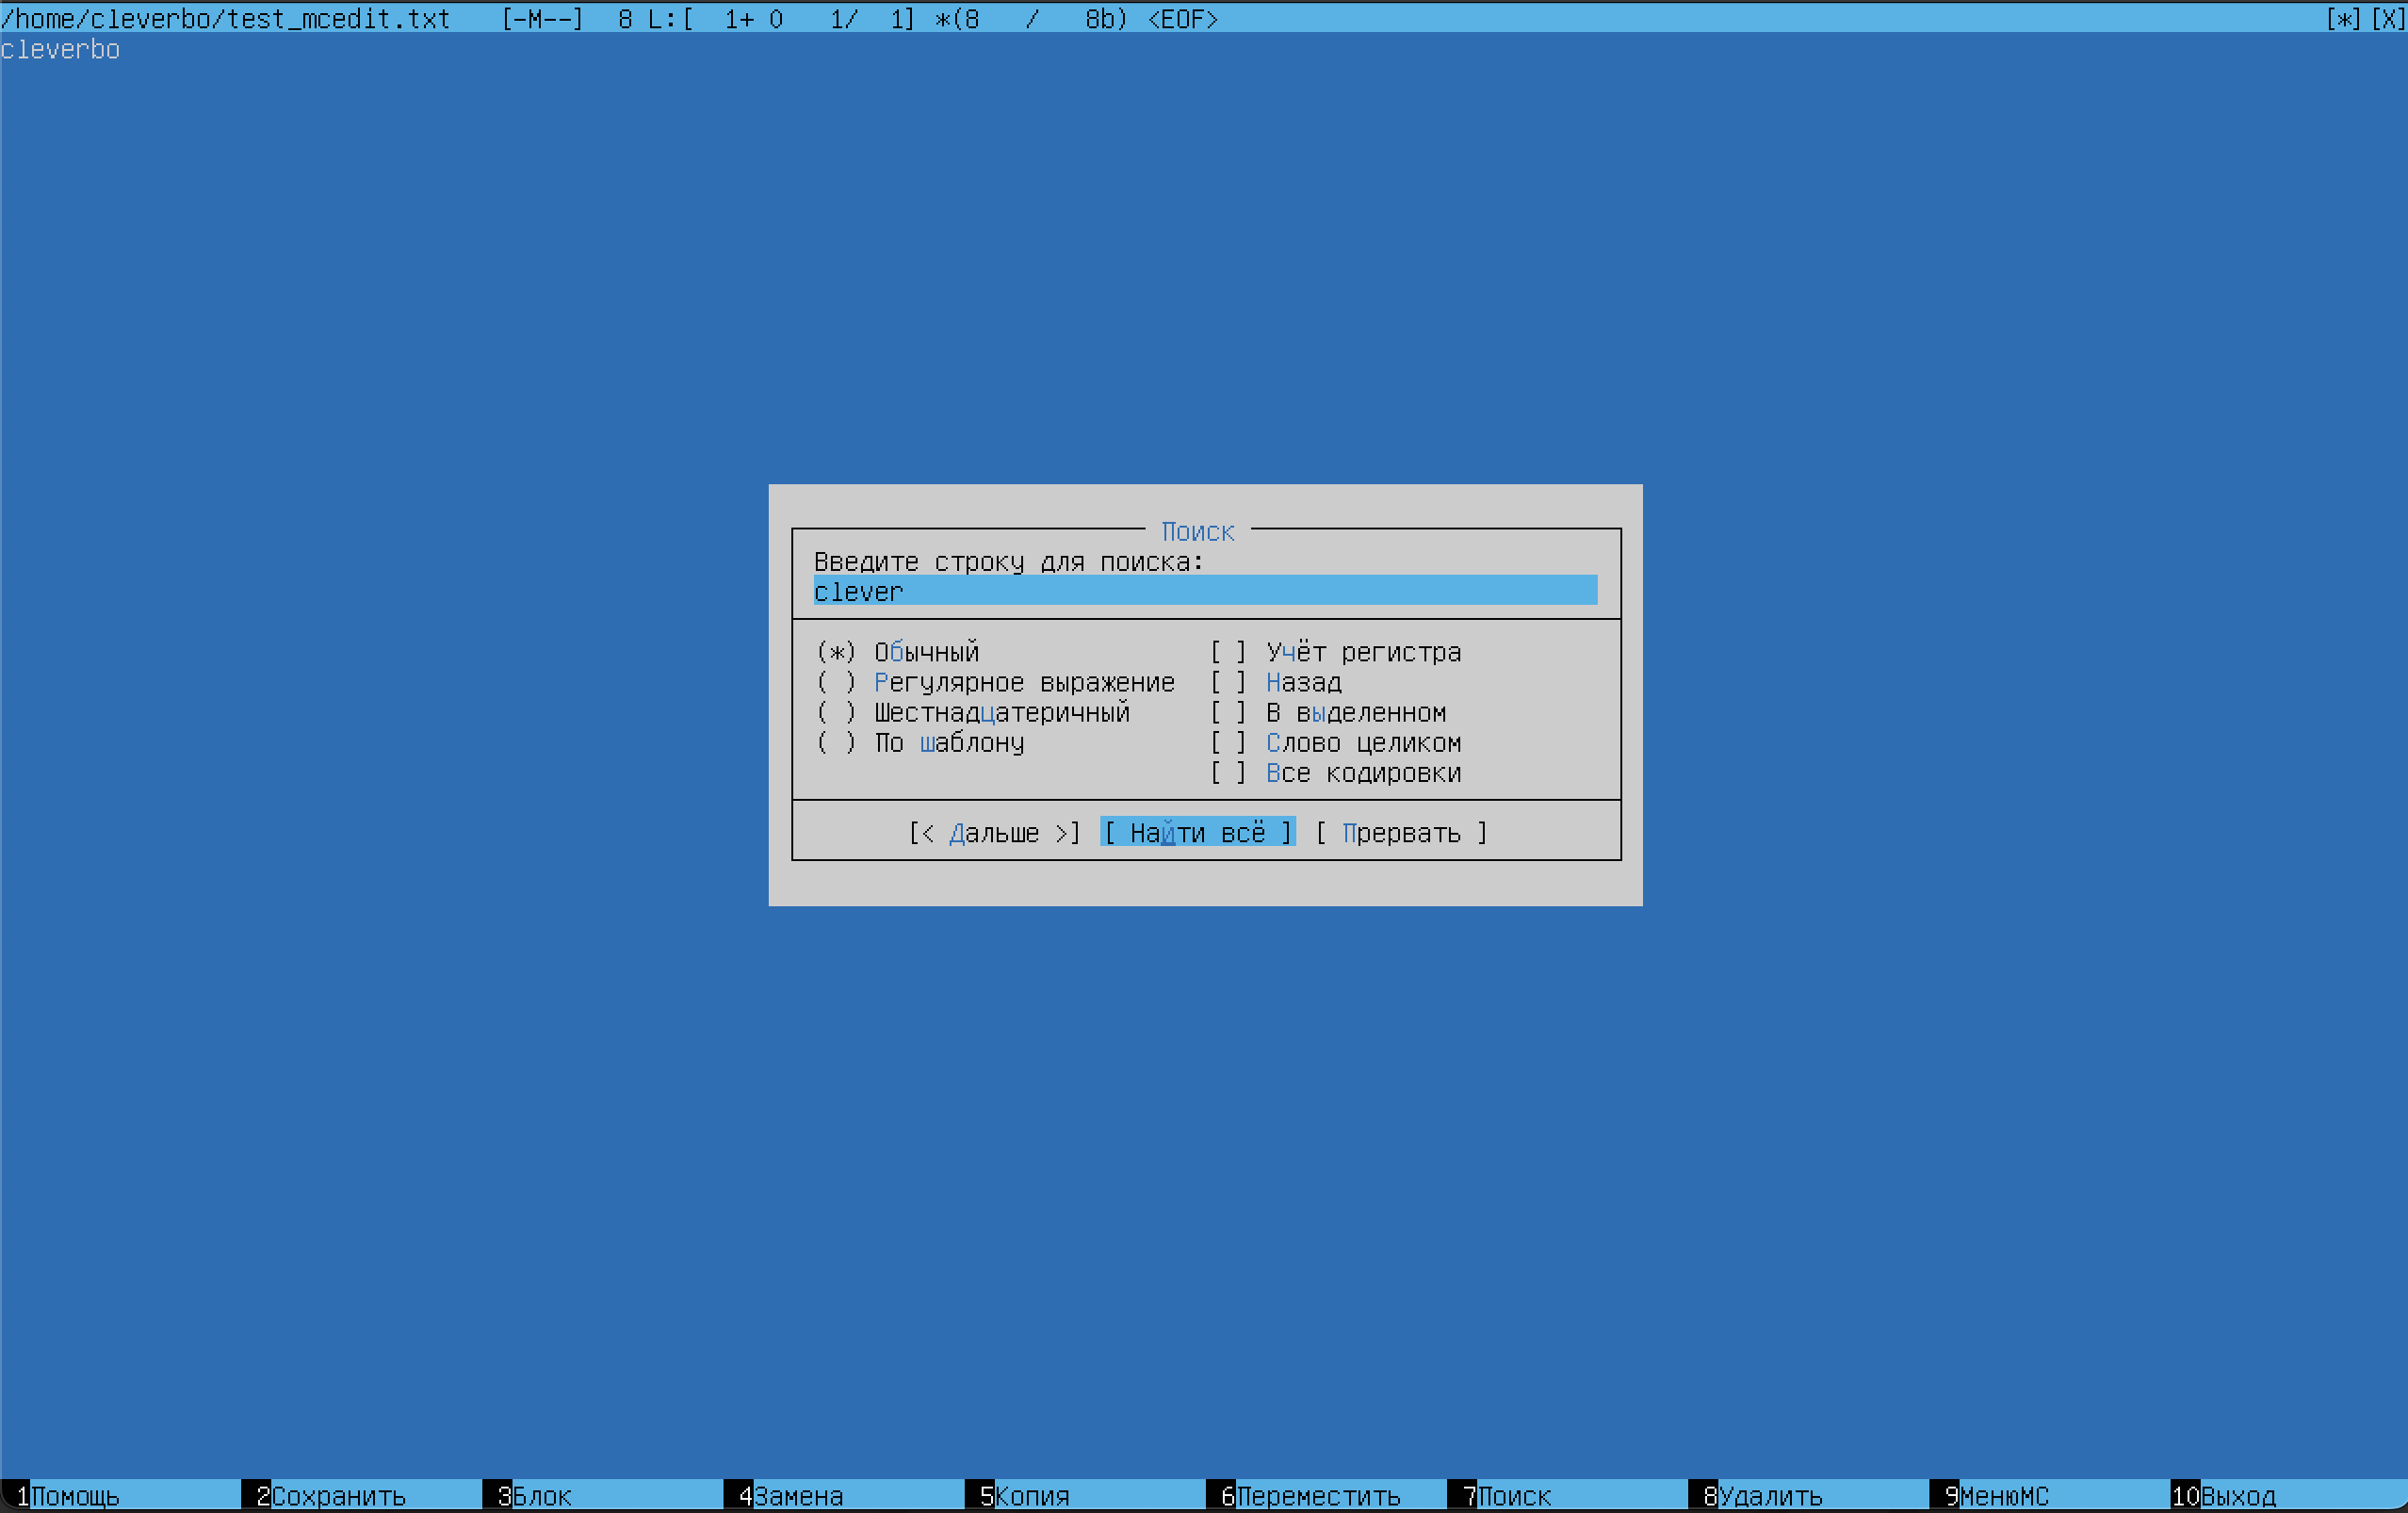 /home/cleverbo/test_mcedit.txt [-M--] 8 L:[ 1+ 0 1/ 1] *(8 / 8b) <EOF> [*][X]
cleverbo
Поиск
Введите строку для поиска:
clever
(*) Обычный [ ] Учёт регистра
( ) Регулярное выражение [ ] Назад
( ) Шестнадцатеричный [ ] В выделенном
( ) По шаблону [ ] Слово целиком
[ ] Все кодировки
[< Дальше >] [ Найти всё ] [ Прервать ]
1Помощь 2Сохранить 3Блок 4Замена 5Копия 6Переместить 7Поиск 8Удалить 9МенюМС 10Выход